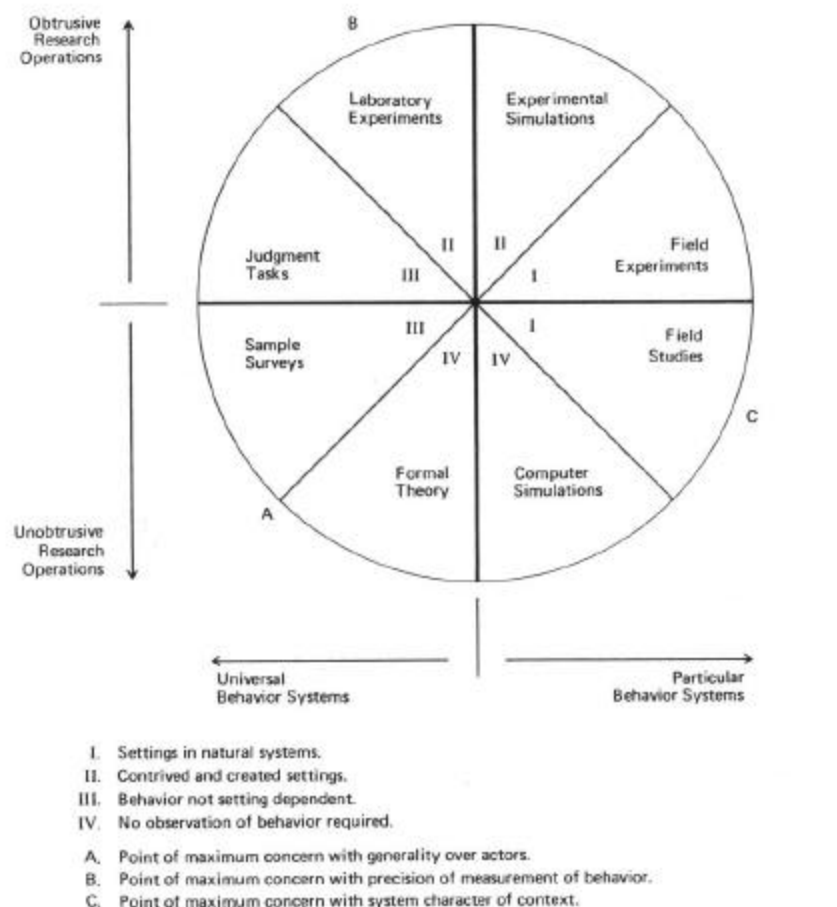 Obtrusive
Research
Operations
B
Laboratory
Experiments
Experimental
Simulations
Judgment
Tasks
II
II
III
I
Field
Experiments
Sample
Surveys
III
IV
I
IV
Field
Studies
C
Formal
Theory
Computer
Simulations
A
Unobtrusive
Research
Operations
Universal
Behavior Systems
Particular
Behavior Systems
I. Settings in natural systems.
II. Contrived and created settings.
III. Behavior not setting dependent.
IV. No observation of behavior required.
A. Point of maximum concern with generality over actors.
B. Point of maximum concern with precision of measurement of behavior.
C. Point of maximum concern with system character of context.